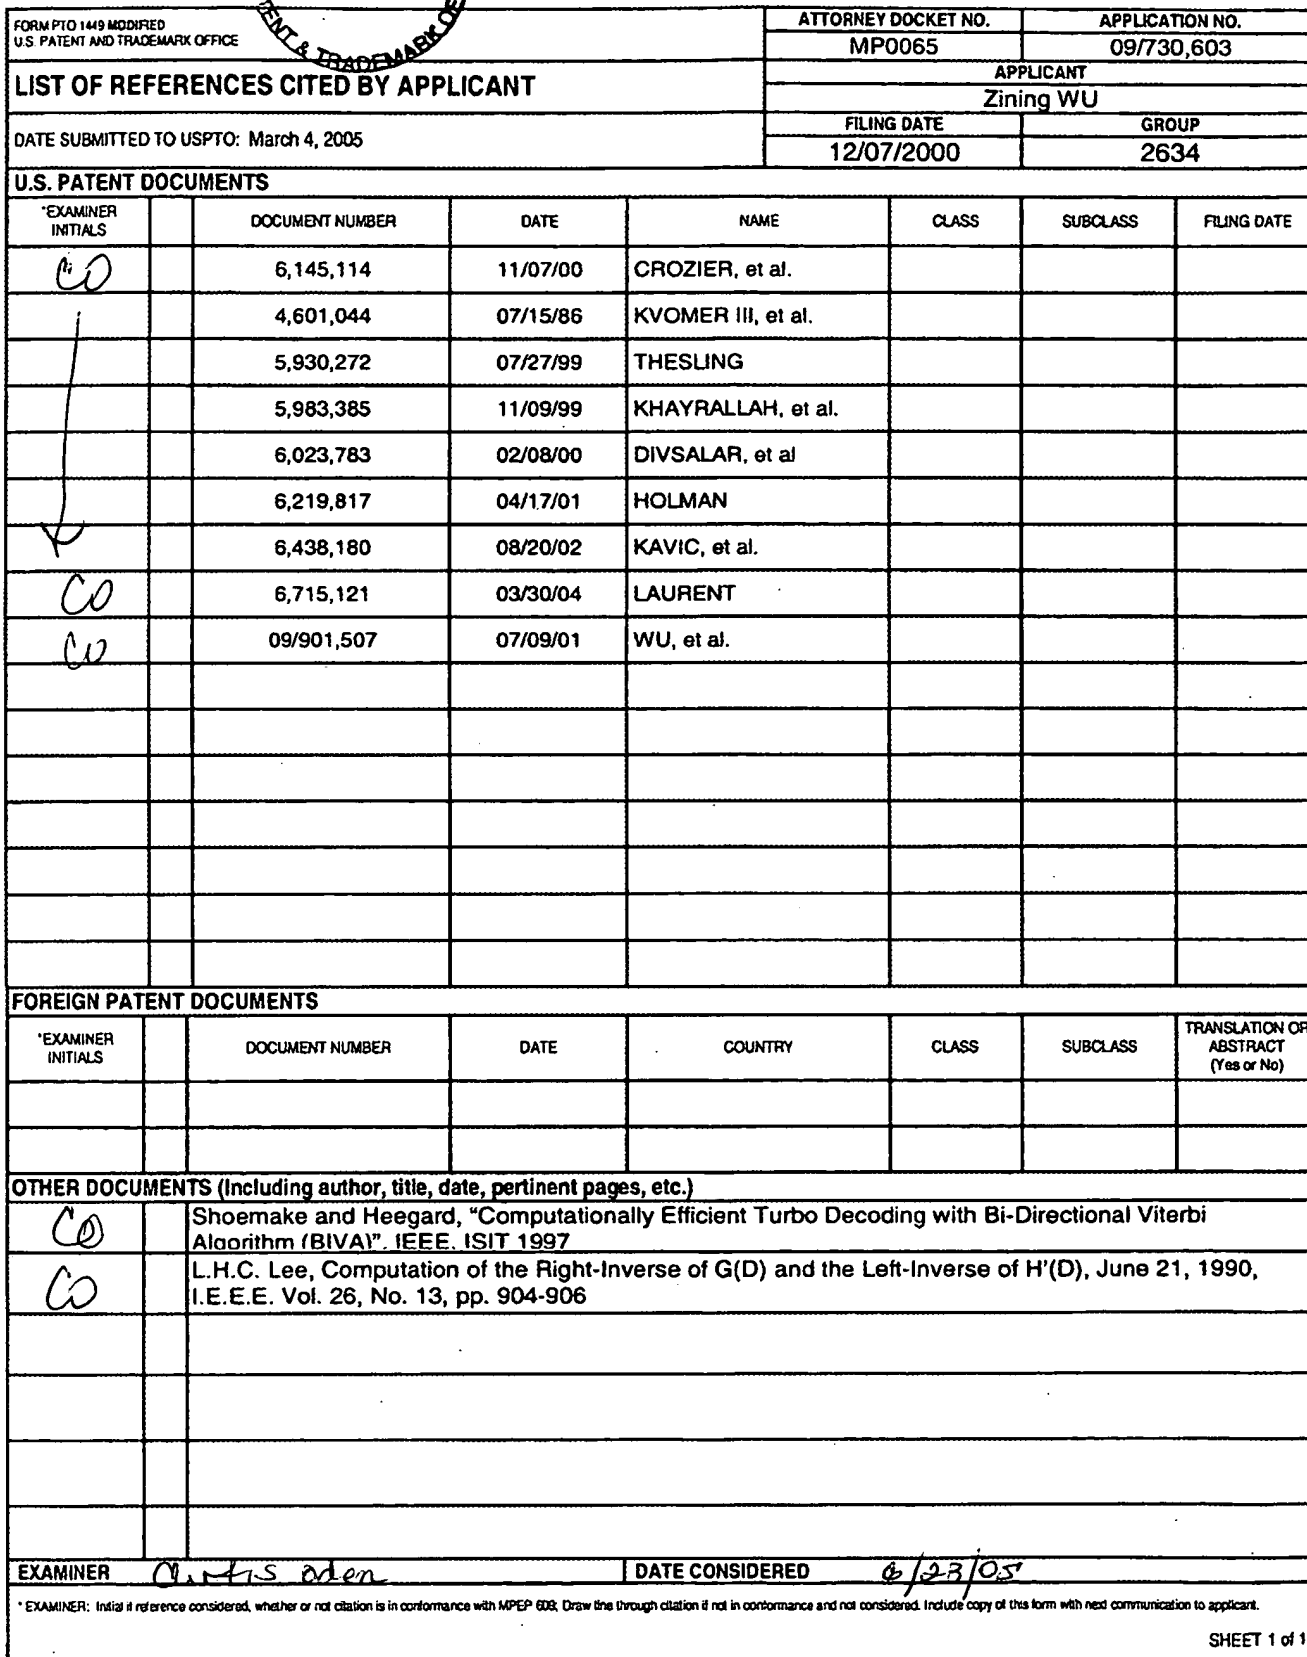 FORM PTO 1449 MODIFIED
U.S. PATENT AND TRADEMARK OFFICE
ENT & TRADEMARK
LIST OF REFERENCES CITED BY APPLICANT
DATE SUBMITTED TO USPTO: March 4, 2005
ATTORNEY DOCKET NO. APPLICATION NO.
MP0065 09/730,603
APPLICANT
Zining WU
FILING DATE GROUP
12/07/2000 2634
U.S. PATENT DOCUMENTS
*EXAMINER INITIALS DOCUMENT NUMBER DATE NAME CLASS SUBCLASS FILING DATE
CO 6,145,114 11/07/00 CROZIER, et al.
4,601,044 07/15/86 KVOMER III, et al.
5,930,272 07/27/99 THESLING
5,983,385 11/09/99 KHAYRALLAH, et al.
6,023,783 02/08/00 DIVSALAR, et al
6,219,817 04/17/01 HOLMAN
6,438,180 08/20/02 KAVIC, et al.
CO 6,715,121 03/30/04 LAURENT
CO 09/901,507 07/09/01 WU, et al.
FOREIGN PATENT DOCUMENTS
*EXAMINER INITIALS DOCUMENT NUMBER DATE COUNTRY CLASS SUBCLASS TRANSLATION OR ABSTRACT (Yes or No)
OTHER DOCUMENTS (Including author, title, date, pertinent pages, etc.)
CO Shoemake and Heegard, "Computationally Efficient Turbo Decoding with Bi-Directional Viterbi
Algorithm (BIVA)", IEEE, ISIT 1997
CO L.H.C. Lee, Computation of the Right-Inverse of G(D) and the Left-Inverse of H'(D), June 21, 1990,
I.E.E.E. Vol. 26, No. 13, pp. 904-906
EXAMINER Curtis Oden DATE CONSIDERED 6/23/05
* EXAMINER: Initial if reference considered, whether or not citation is in conformance with MPEP 609; Draw line through citation if not in conformance and not considered. Include copy of this form with next communication to applicant.
SHEET 1 of 1